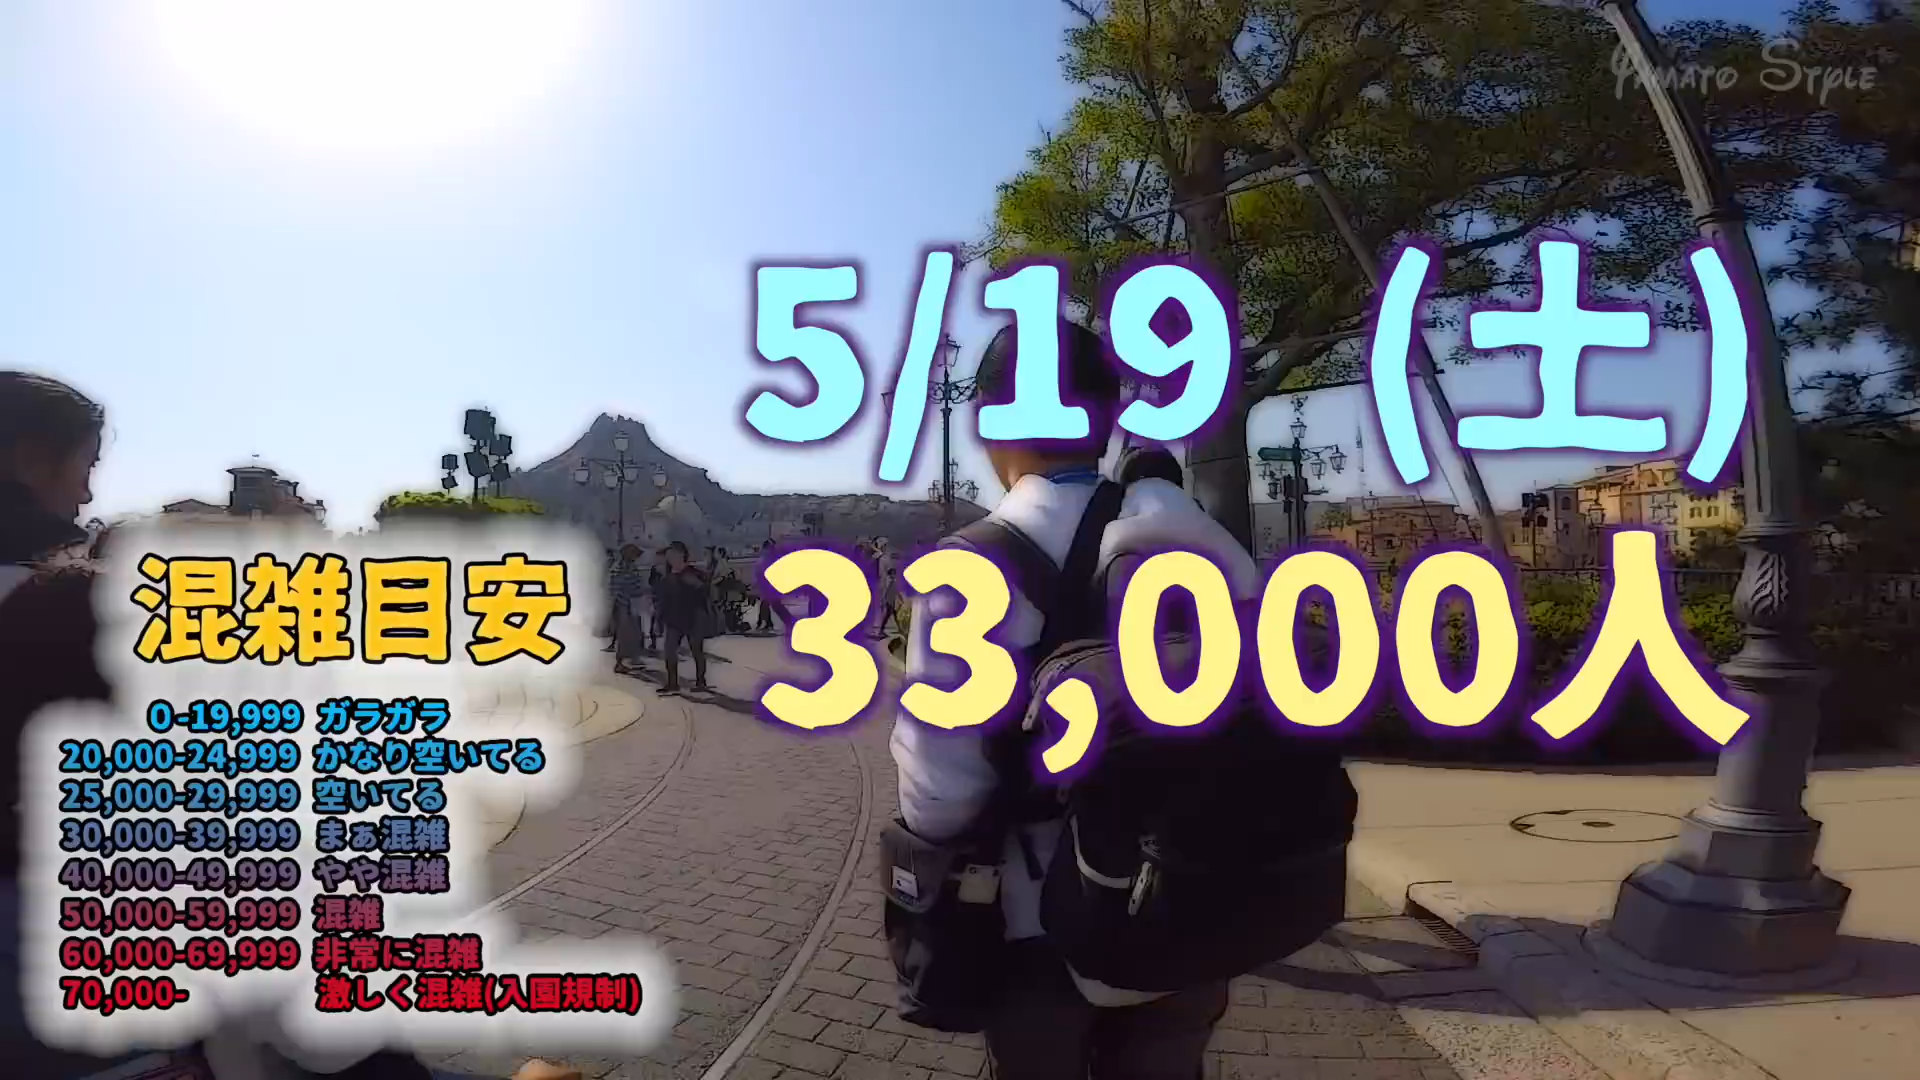 Yamato Style
5/19 (土)
33,000人
混雑目安
0-19,999 ガラガラ
20,000-24,999 かなり空いてる
25,000-29,999 空いてる
30,000-39,999 まぁ混雑
40,000-49,999 やや混雑
50,000-59,999 混雑
60,000-69,999 非常に混雑
70,000- 激しく混雑(入園規制)